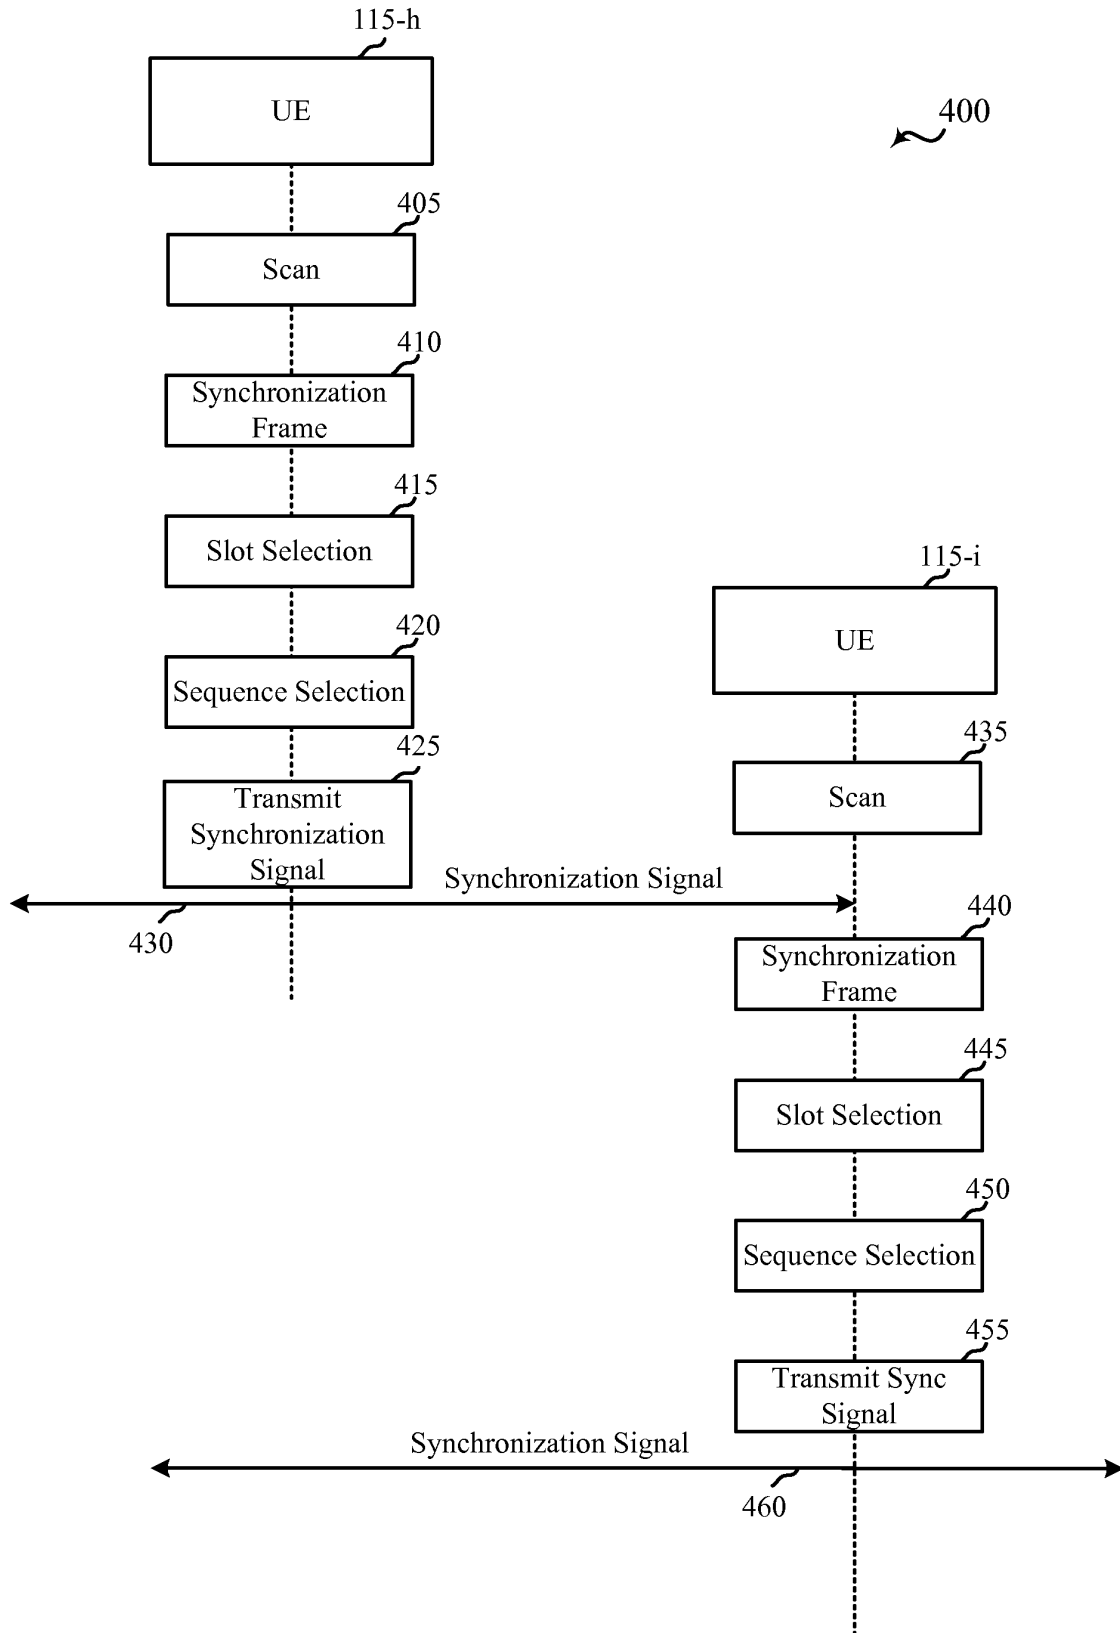 115-h
UE
400
405
Scan
410
Synchronization
Frame
415
Slot Selection
420
Sequence Selection
425
Transmit
Synchronization
Signal
430
Synchronization Signal
115-i
UE
435
Scan
440
Synchronization
Frame
445
Slot Selection
450
Sequence Selection
455
Transmit Sync
Signal
Synchronization Signal
460